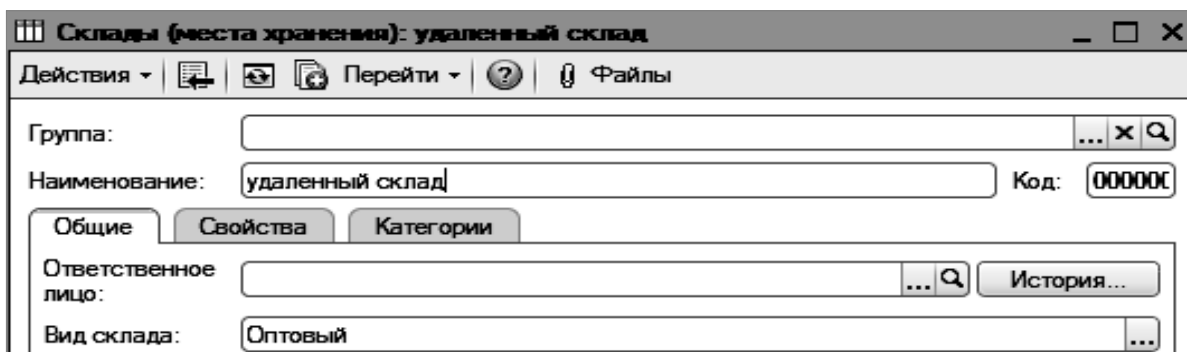 Склады (места хранения): удаленный склад
Действия Перейти ? Файлы
Группа: ... ×
Наименование: удаленный склад Код:
Общие Свойства Категории
Ответственное
лицо: ... История...
Вид склада: Оптовый ...